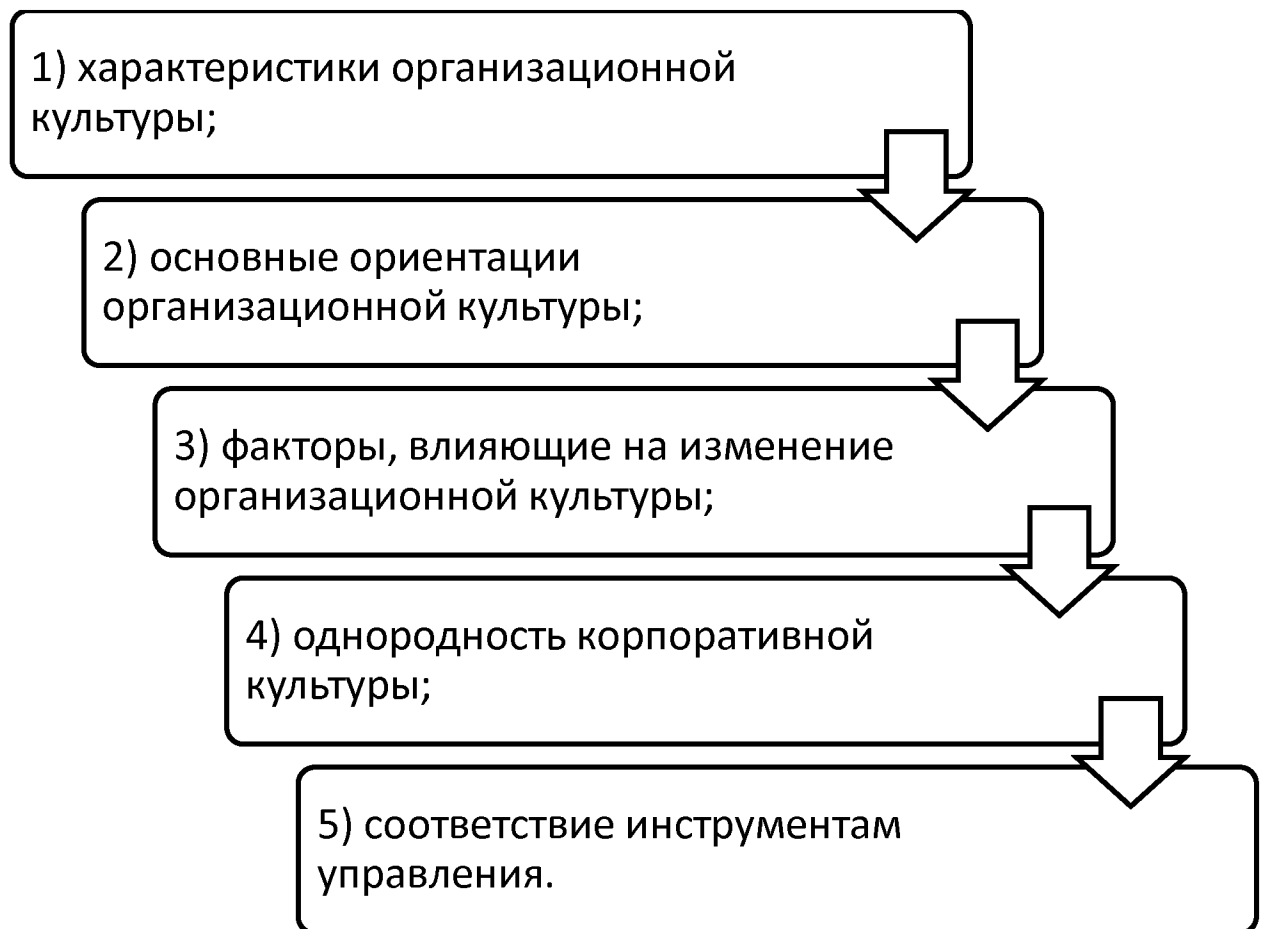 1) характеристики организационной
культуры;
2) основные ориентации
организационной культуры;
3) факторы, влияющие на изменение
организационной культуры;
4) однородность корпоративной
культуры;
5) соответствие инструментам
управления.